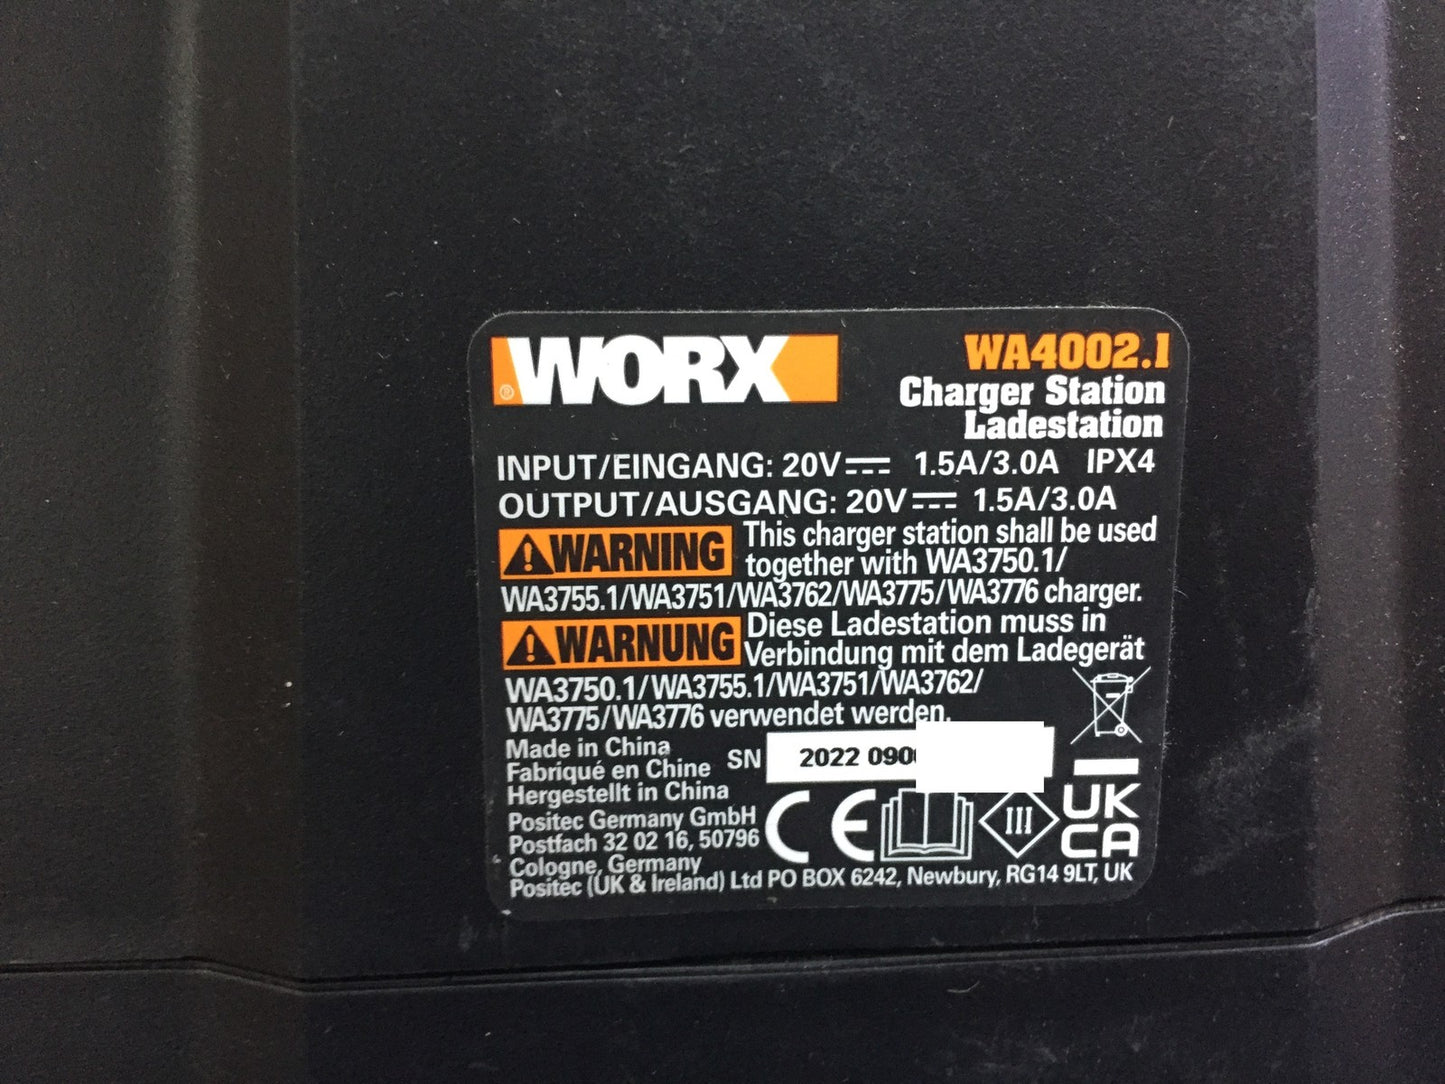 WORX
®
WA4002.1
Charger Station
Ladestation
INPUT/EINGANG: 20V⎓ 1.5A/3.0A IPX4
OUTPUT/AUSGANG: 20V⎓ 1.5A/3.0A
WARNING This charger station shall be used
together with WA3750.1/
WA3755.1/WA3751/WA3762/WA3775/WA3776 charger.
WARNUNG Diese Ladestation muss in
Verbindung mit dem Ladegerät
WA3750.1/WA3755.1/WA3751/WA3762/
WA3775/WA3776 verwendet werden.
Made in China
Fabriqué en Chine
Hergestellt in China
SN 2022 090
Positec Germany GmbH
Postfach 32 02 16, 50796
Cologne, Germany
Positec (UK & Ireland) Ltd PO BOX 6242, Newbury, RG14 9LT, UK
CE
III
UK
CA